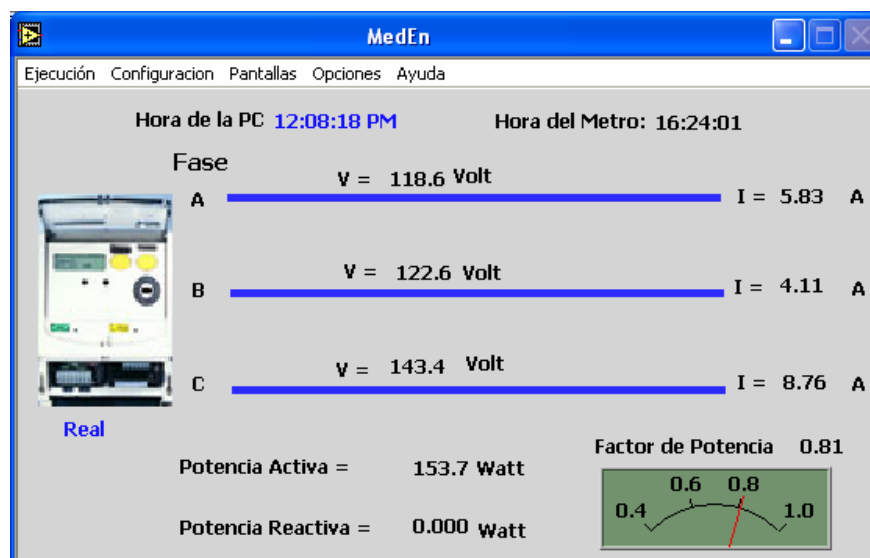 MedEn
Ejecución Configuracion Pantallas Opciones Ayuda
Hora de la PC 12:08:18 PM Hora del Metro: 16:24:01
Fase
A V = 118.6 Volt I = 5.83 A
B V = 122.6 Volt I = 4.11 A
C V = 143.4 Volt I = 8.76 A
Real
Factor de Potencia 0.81
Potencia Activa = 153.7 Watt
0.4 0.6 0.8 1.0
Potencia Reactiva = 0.000 Watt